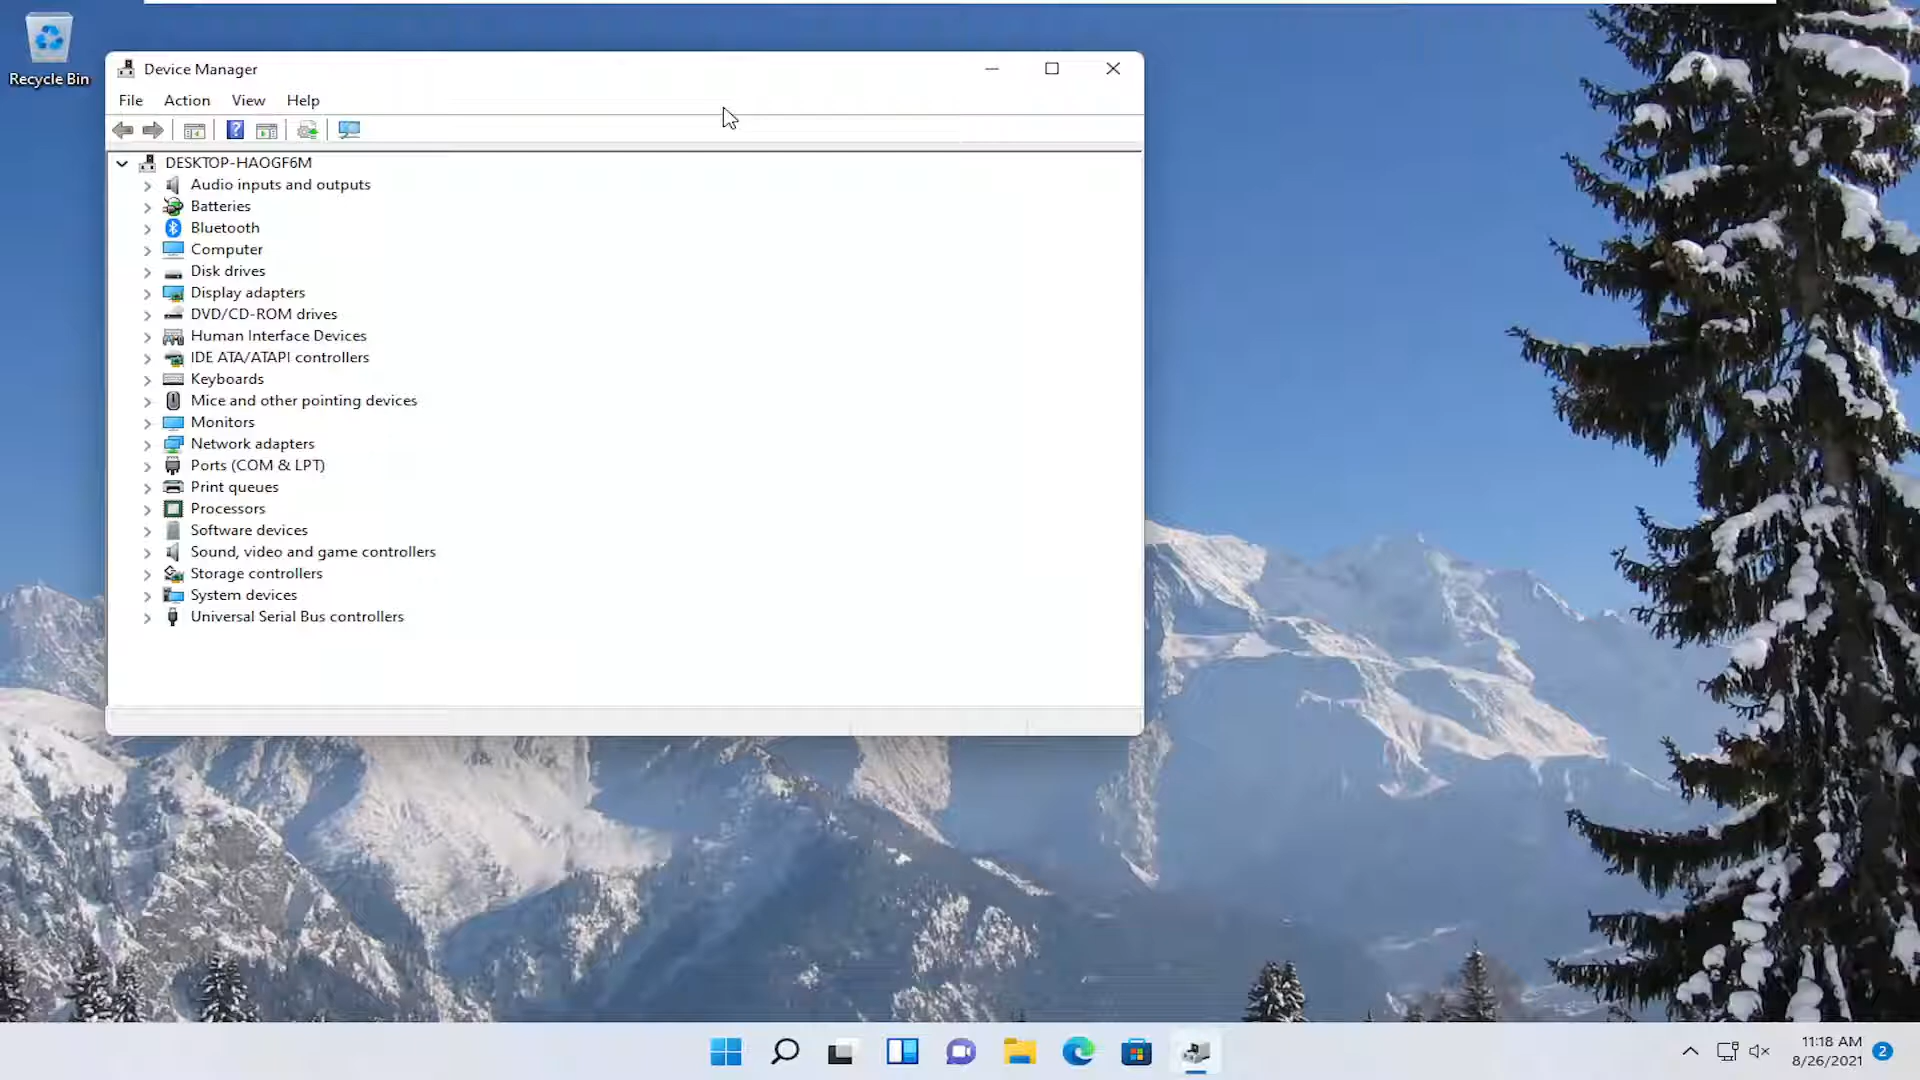 Recycle Bin
Device Manager
File Action View Help
DESKTOP-HAOGF6M
Audio inputs and outputs
Batteries
Bluetooth
Computer
Disk drives
Display adapters
DVD/CD-ROM drives
Human Interface Devices
IDE ATA/ATAPI controllers
Keyboards
Mice and other pointing devices
Monitors
Network adapters
Ports (COM & LPT)
Print queues
Processors
Software devices
Sound, video and game controllers
Storage controllers
System devices
Universal Serial Bus controllers
11:18 AM
8/26/2021
2